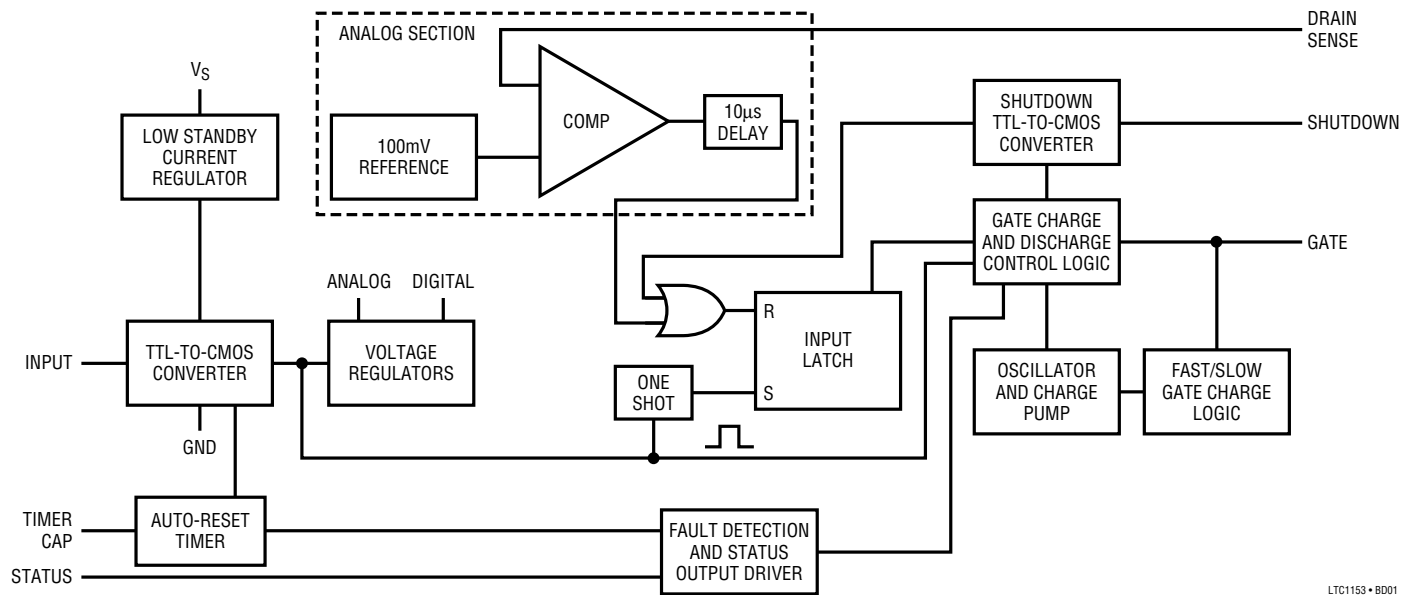 DRAIN
SENSE
ANALOG SECTION
VS
COMP
10µs
DELAY
100mV
REFERENCE
LOW STANDBY
CURRENT
REGULATOR
SHUTDOWN
TTL-TO-CMOS
CONVERTER
SHUTDOWN
GATE CHARGE
AND DISCHARGE
CONTROL LOGIC
GATE
ANALOG
DIGITAL
R
INPUT
LATCH
S
INPUT
TTL-TO-CMOS
CONVERTER
VOLTAGE
REGULATORS
ONE
SHOT
OSCILLATOR
AND CHARGE
PUMP
FAST/SLOW
GATE CHARGE
LOGIC
GND
TIMER
CAP
AUTO-RESET
TIMER
FAULT DETECTION
AND STATUS
OUTPUT DRIVER
STATUS
LTC1153 • BD01